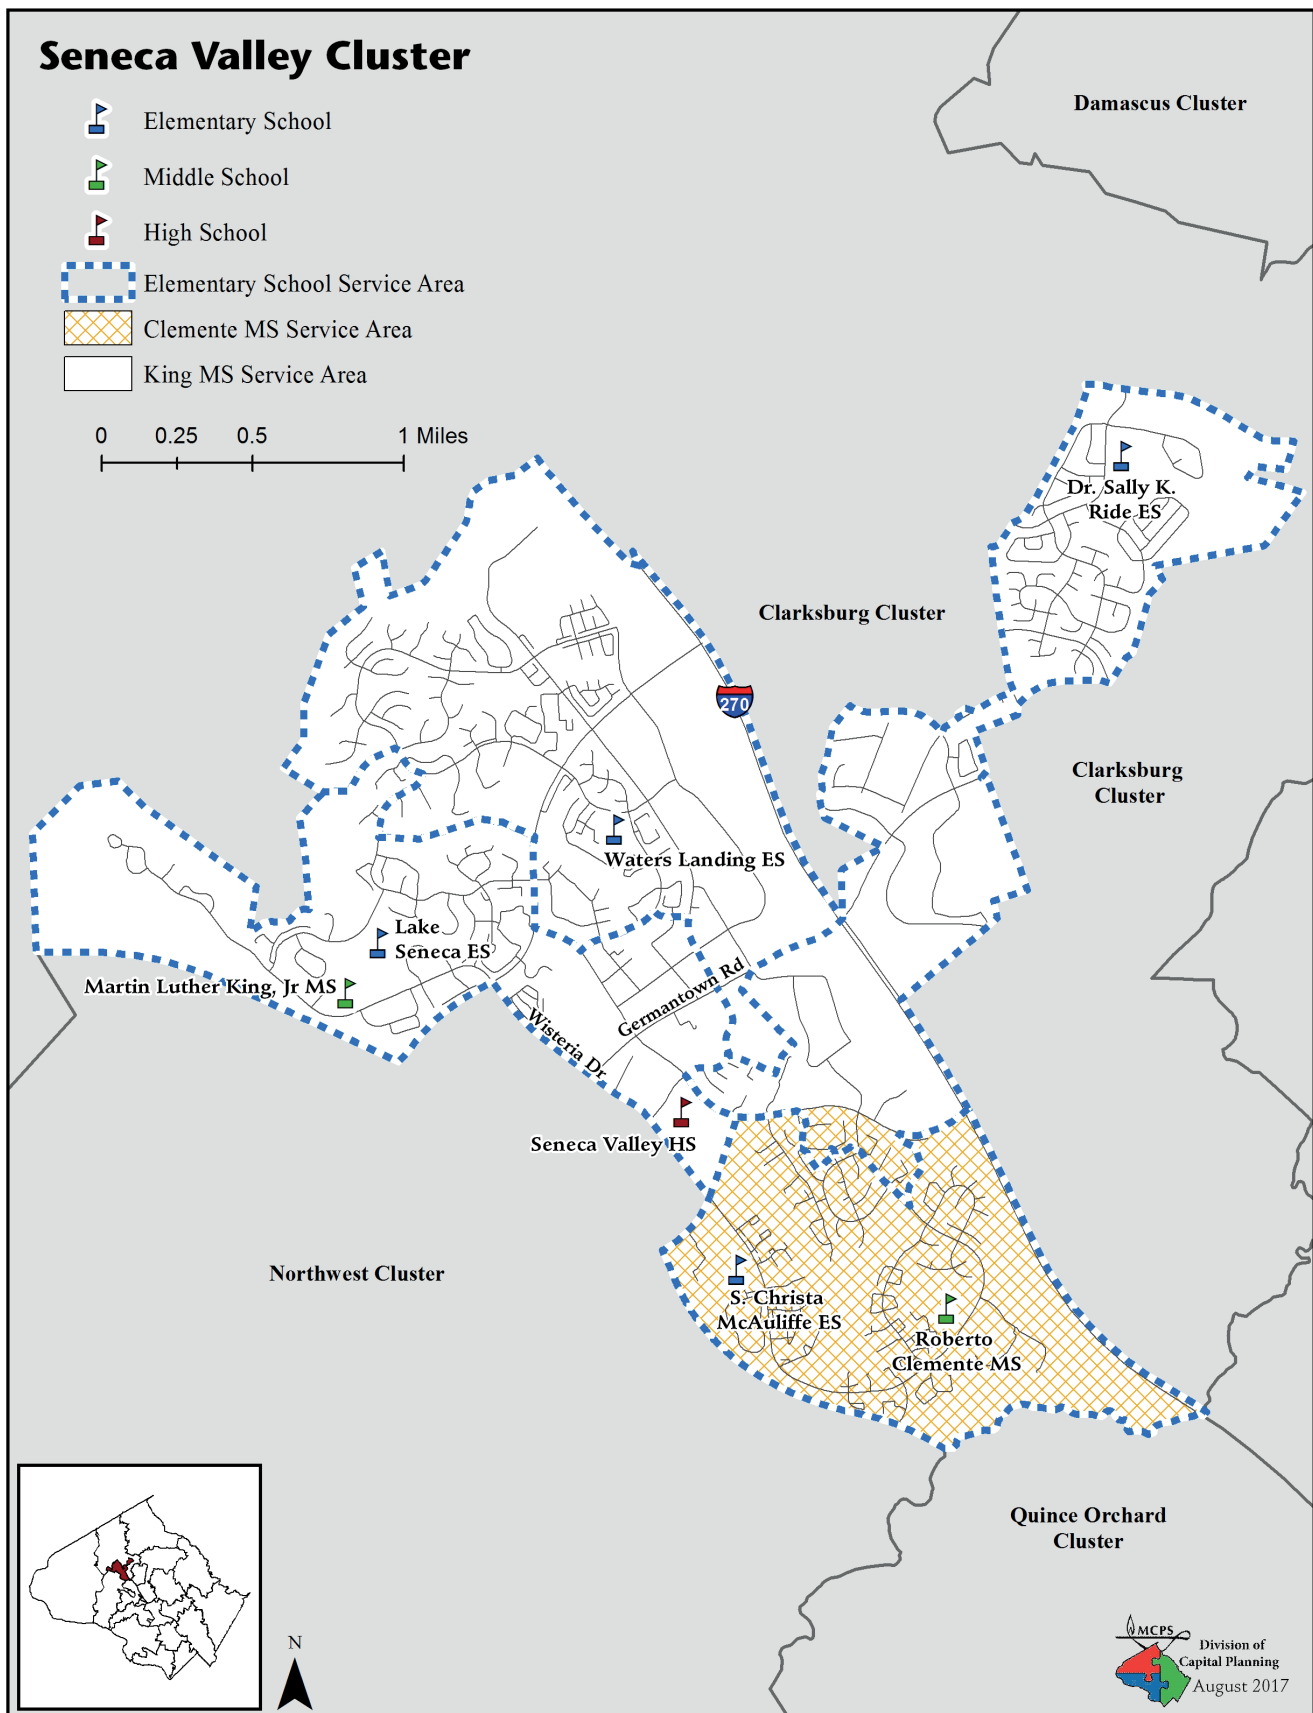 Seneca Valley Cluster
Elementary School
Middle School
High School
Elementary School Service Area
Clemente MS Service Area
King MS Service Area
0 0.25 0.5 1 Miles
Damascus Cluster
Dr. Sally K.
Ride ES
Clarksburg Cluster
270
Clarksburg
Cluster
Waters Landing ES
Lake
Seneca ES
Martin Luther King, Jr MS
Germantown Rd
Wisteria Dr
Seneca Valley HS
Northwest Cluster
S. Christa
McAuliffe ES
Roberto
Clemente MS
Quince Orchard
Cluster
N
MCPS
Division of
Capital Planning
August 2017